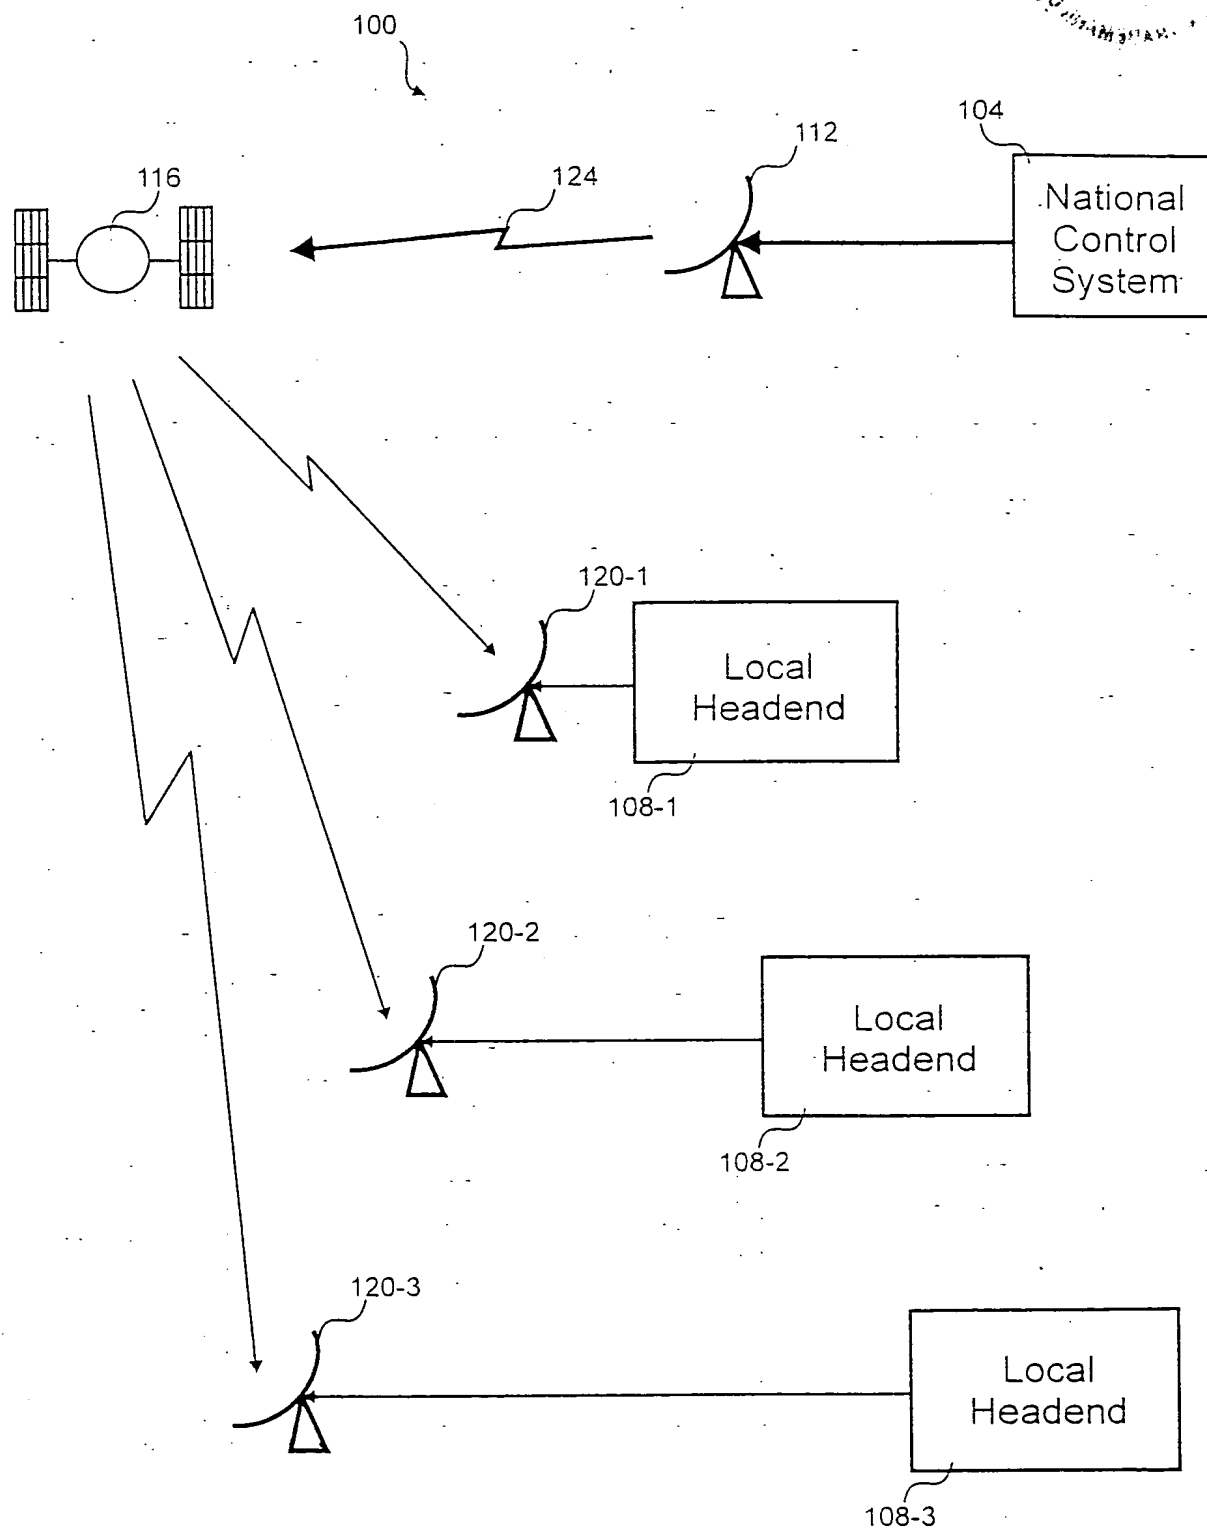 100
104
112
116
124
National
Control
System
120-1
Local
Headend
108-1
120-2
Local
Headend
108-2
120-3
Local
Headend
108-3